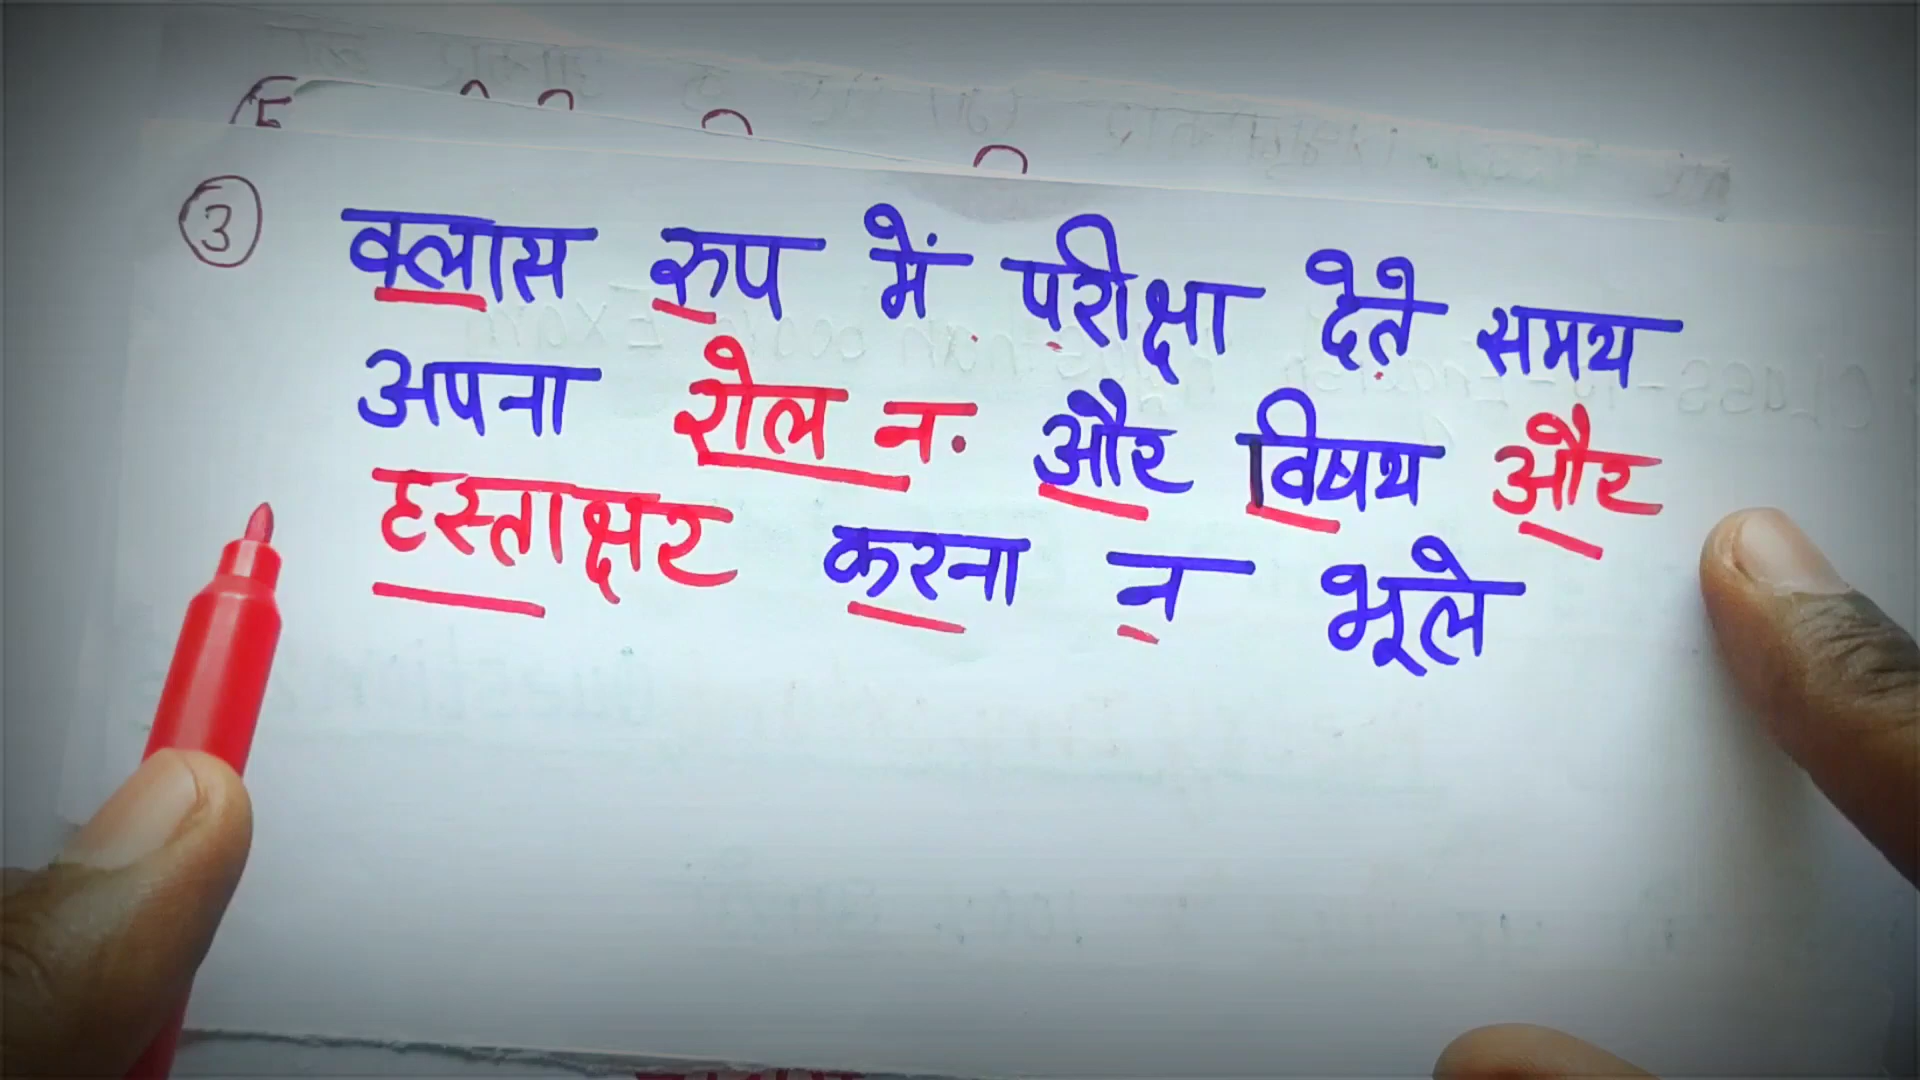 ③ क्लास रुप में परीक्षा देते समय
अपना रोल न. और विषय और
हस्ताक्षर करना न भूले